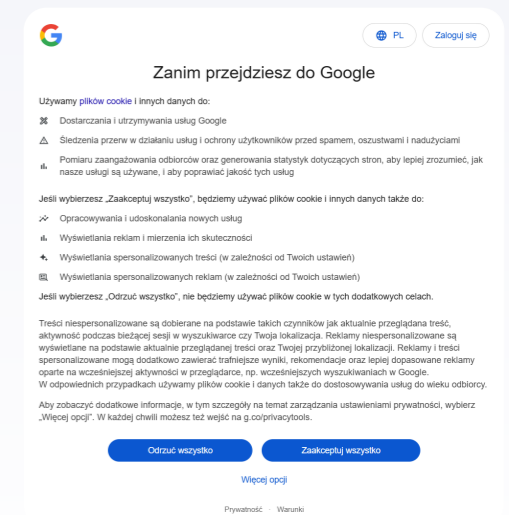 PL
Zaloguj się
Zanim przejdziesz do Google
Używamy plików cookie i innych danych do:
Dostarczania i utrzymywania usług Google
Śledzenia przerw w działaniu usług i ochrony użytkowników przed spamem, oszustwami i nadużyciami
Pomiaru zaangażowania odbiorców oraz generowania statystyk dotyczących stron, aby lepiej zrozumieć, jak
nasze usługi są używane, i aby poprawiać jakość tych usług
Jeśli wybierzesz „Zaakceptuj wszystko”, będziemy używać plików cookie i innych danych także do:
Opracowywania i udoskonalania nowych usług
Wyświetlania reklam i mierzenia ich skuteczności
Wyświetlania spersonalizowanych treści (w zależności od Twoich ustawień)
Wyświetlania spersonalizowanych reklam (w zależności od Twoich ustawień)
Jeśli wybierzesz „Odrzuć wszystko”, nie będziemy używać plików cookie w tych dodatkowych celach.
Treści niespersonalizowane są dobierane na podstawie takich czynników jak aktualnie przeglądana treść,
aktywność podczas bieżącej sesji w wyszukiwarce czy Twoja lokalizacja. Reklamy niespersonalizowane są
wyświetlane na podstawie aktualnie przeglądanej treści oraz Twojej przybliżonej lokalizacji. Reklamy i treści
spersonalizowane mogą dodatkowo zawierać trafniejsze wyniki, rekomendacje oraz lepiej dopasowane reklamy
oparte na wcześniejszej aktywności w przeglądarce, np. wcześniejszych wyszukiwaniach w Google.
W odpowiednich przypadkach używamy plików cookie i danych także do dostosowywania usług do wieku odbiorcy.
Aby zobaczyć dodatkowe informacje, w tym szczegóły na temat zarządzania ustawieniami prywatności, wybierz
„Więcej opcji”. W każdej chwili możesz też wejść na g.co/privacytools.
Odrzuć wszystko
Zaakceptuj wszystko
Więcej opcji
Prywatność · Warunki